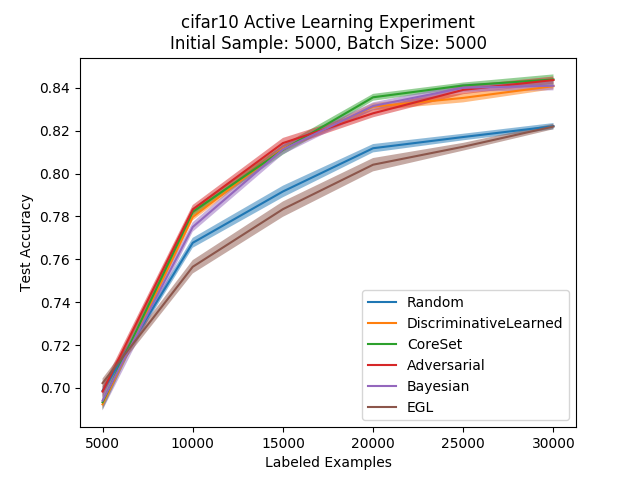 cifar10 Active Learning Experiment
Initial Sample: 5000, Batch Size: 5000
Test Accuracy
0.84
0.82
0.80
0.78
0.76
0.74
0.72
0.70
Random
DiscriminativeLearned
CoreSet
Adversarial
Bayesian
EGL
5000
10000
15000
20000
25000
30000
Labeled Examples